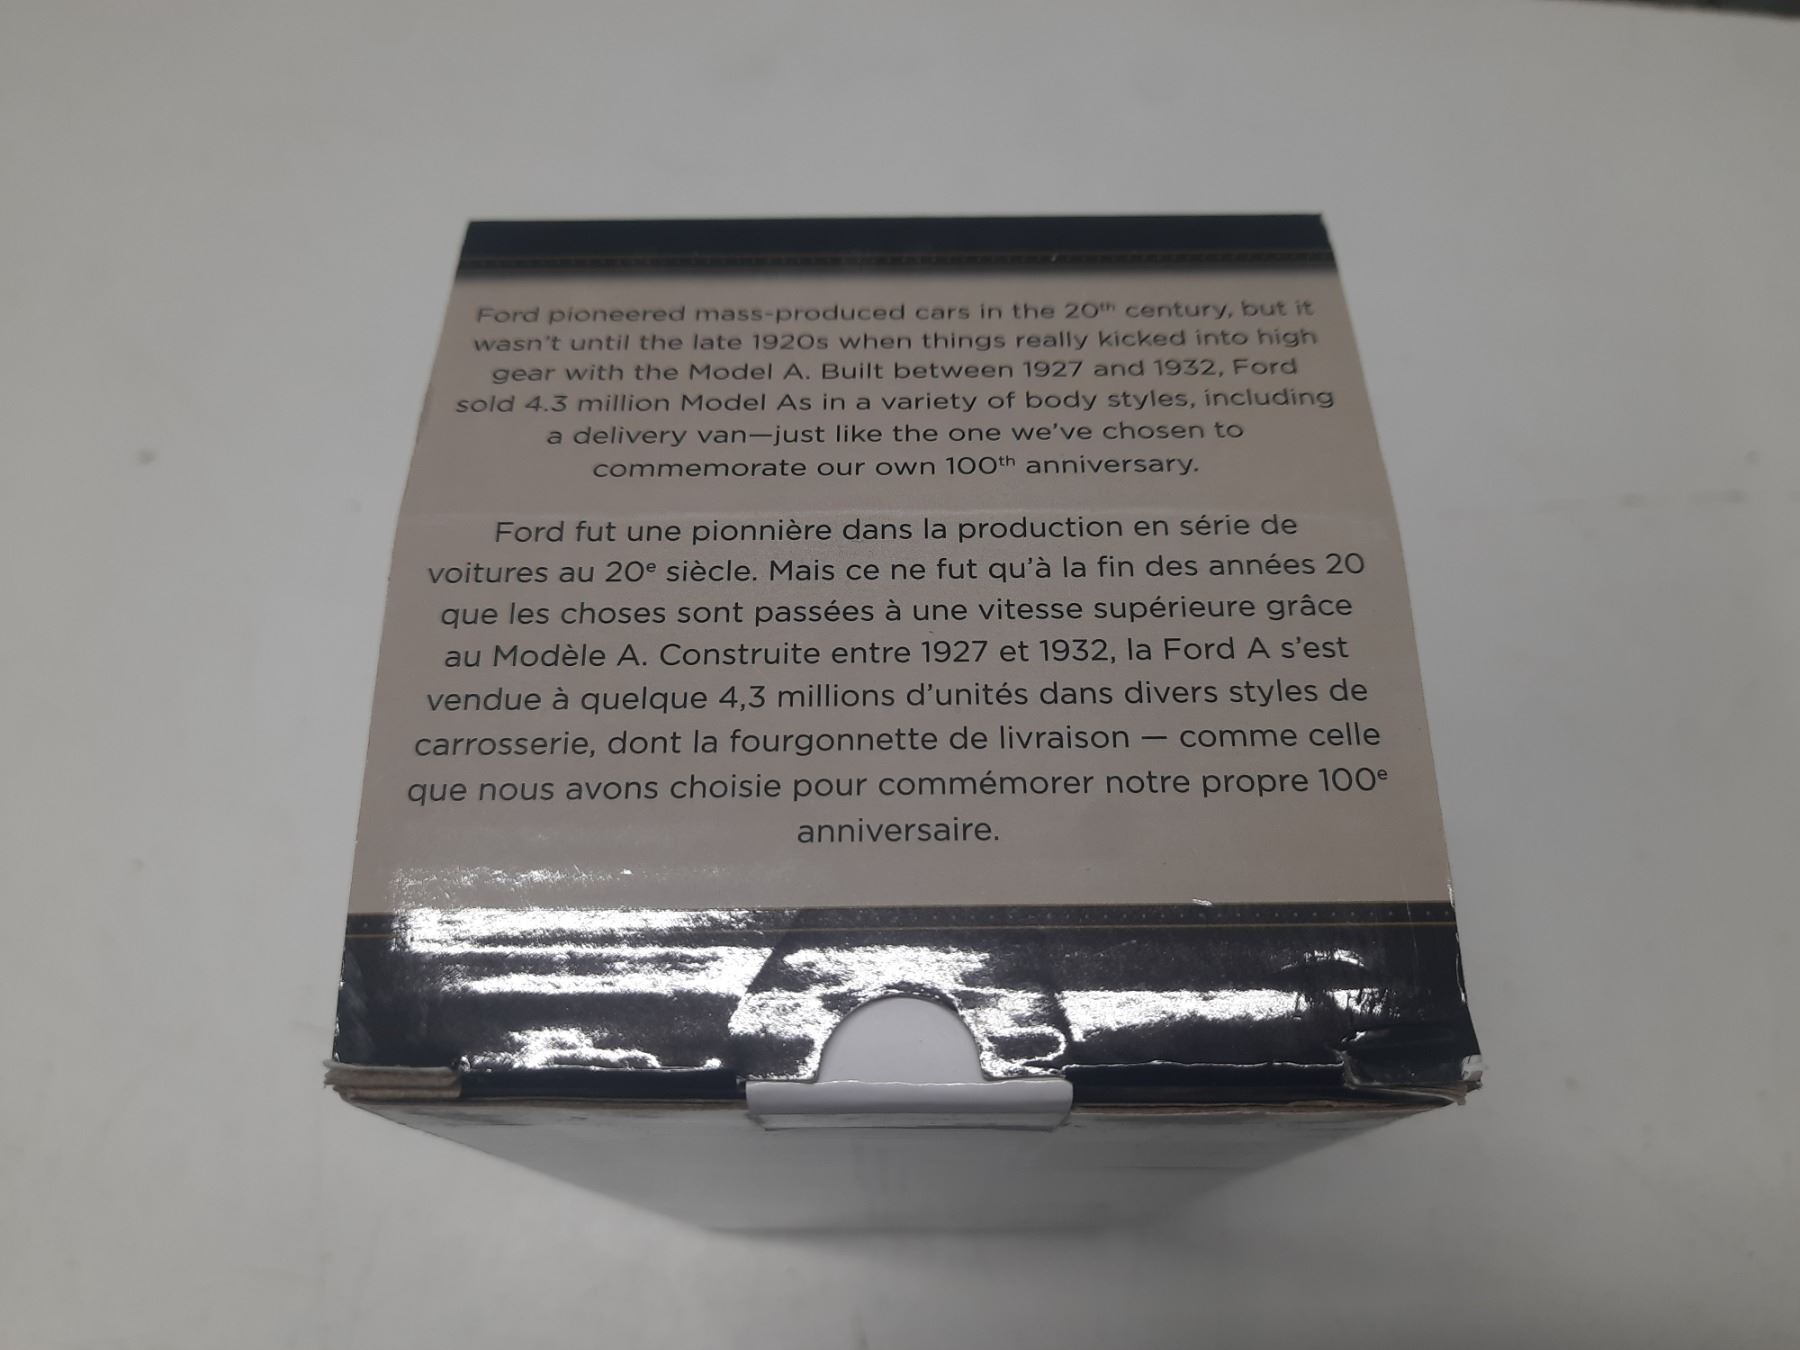 Ford pioneered mass-produced cars in the 20th century, but it
wasn't until the late 1920s when things really kicked into high
gear with the Model A. Built between 1927 and 1932, Ford
sold 4.3 million Model As in a variety of body styles, including
a delivery van—just like the one we've chosen to
commemorate our own 100th anniversary.
Ford fut une pionnière dans la production en série de
voitures au 20e siècle. Mais ce ne fut qu'à la fin des années 20
que les choses sont passées à une vitesse supérieure grâce
au Modèle A. Construite entre 1927 et 1932, la Ford A s'est
vendue à quelque 4,3 millions d'unités dans divers styles de
carrosserie, dont la fourgonnette de livraison — comme celle
que nous avons choisie pour commémorer notre propre 100e
anniversaire.